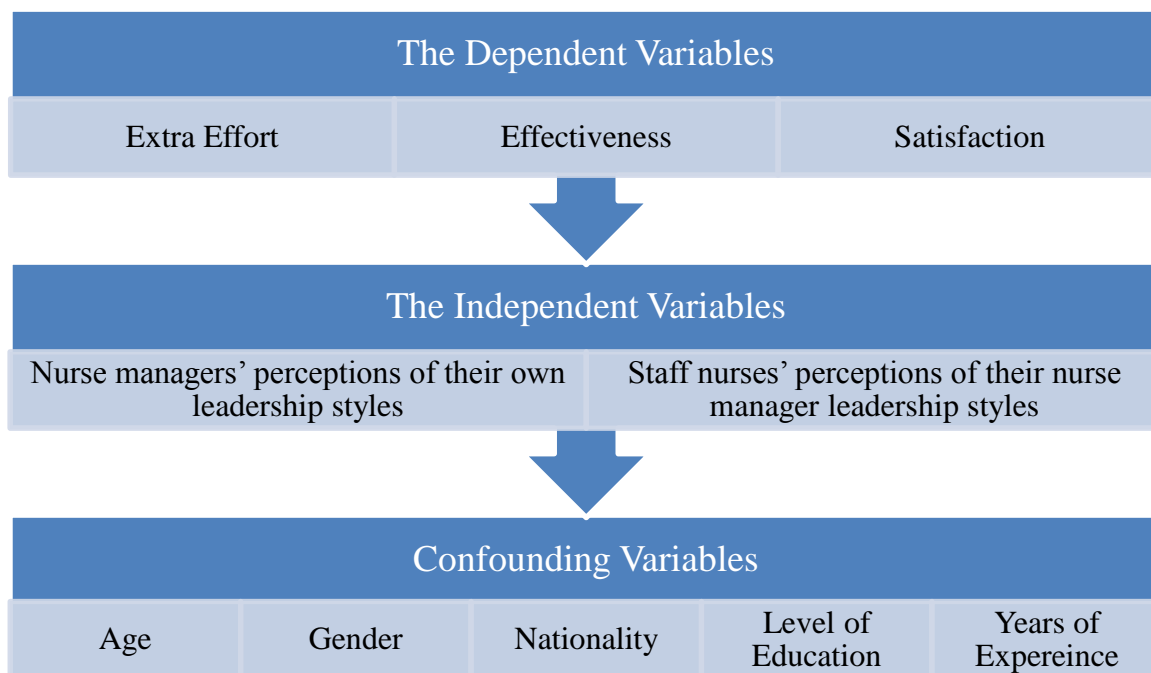 The Dependent Variables
Extra Effort
Effectiveness
Satisfaction
The Independent Variables
Nurse managers’ perceptions of their own
leadership styles
Staff nurses’ perceptions of their nurse
manager leadership styles
Confounding Variables
Age
Gender
Nationality
Level of
Education
Years of
Expereince